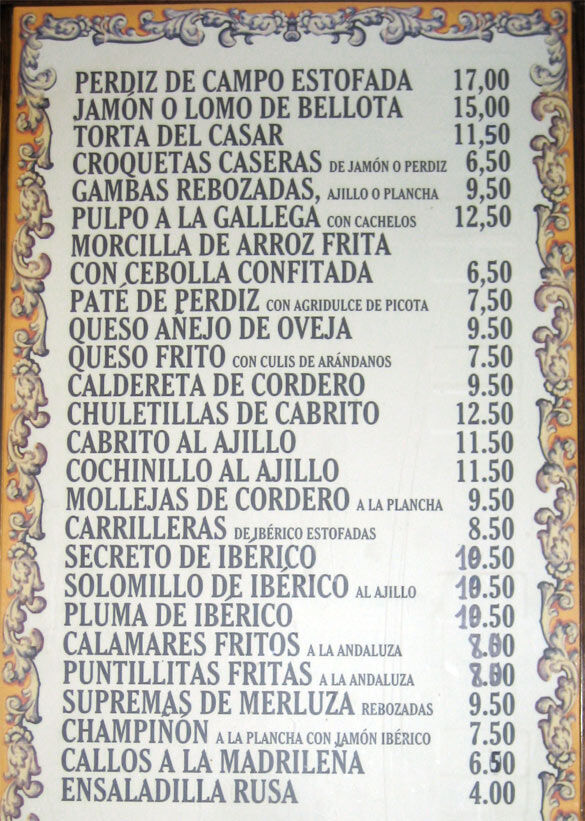 PERDIZ DE CAMPO ESTOFADA 17,00
JAMÓN O LOMO DE BELLOTA 15,00
TORTA DEL CASAR 11,50
CROQUETAS CASERAS DE JAMÓN O PERDIZ 6,50
GAMBAS REBOZADAS, AJILLO O PLANCHA 9,50
PULPO A LA GALLEGA CON CACHELOS 12,50
MORCILLA DE ARROZ FRITA
CON CEBOLLA CONFITADA 6,50
PATÉ DE PERDIZ CON AGRIDULCE DE PICOTA 7,50
QUESO AÑEJO DE OVEJA 9.50
QUESO FRITO CON CULIS DE ARÁNDANOS 7.50
CALDERETA DE CORDERO 9.50
CHULETILLAS DE CABRITO 12.50
CABRITO AL AJILLO 11.50
COCHINILLO AL AJILLO 11.50
MOLLEJAS DE CORDERO A LA PLANCHA 9.50
CARRILLERAS DE IBÉRICO ESTOFADAS 8.50
SECRETO DE IBÉRICO 10.50
SOLOMILLO DE IBÉRICO AL AJILLO 10.50
PLUMA DE IBÉRICO 10.50
CALAMARES FRITOS A LA ANDALUZA
PUNTILLITAS FRITAS A LA ANDALUZA
SUPREMAS DE MERLUZA REBOZADAS 9.50
CHAMPIÑÓN A LA PLANCHA CON JAMÓN IBÉRICO 7.50
CALLOS A LA MADRILEÑA 6.50
ENSALADILLA RUSA 4.00